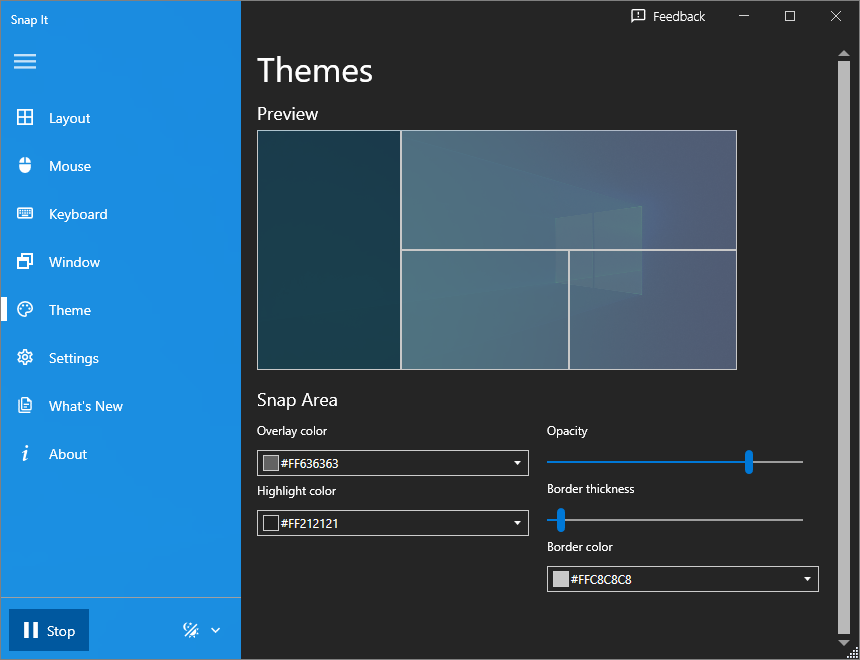 Snap It
Feedback
Layout
Mouse
Keyboard
Window
Theme
Settings
What's New
About
Stop
Themes
Preview
Snap Area
Overlay color
#FF636363
Highlight color
#FF212121
Opacity
Border thickness
Border color
#FFC8C8C8